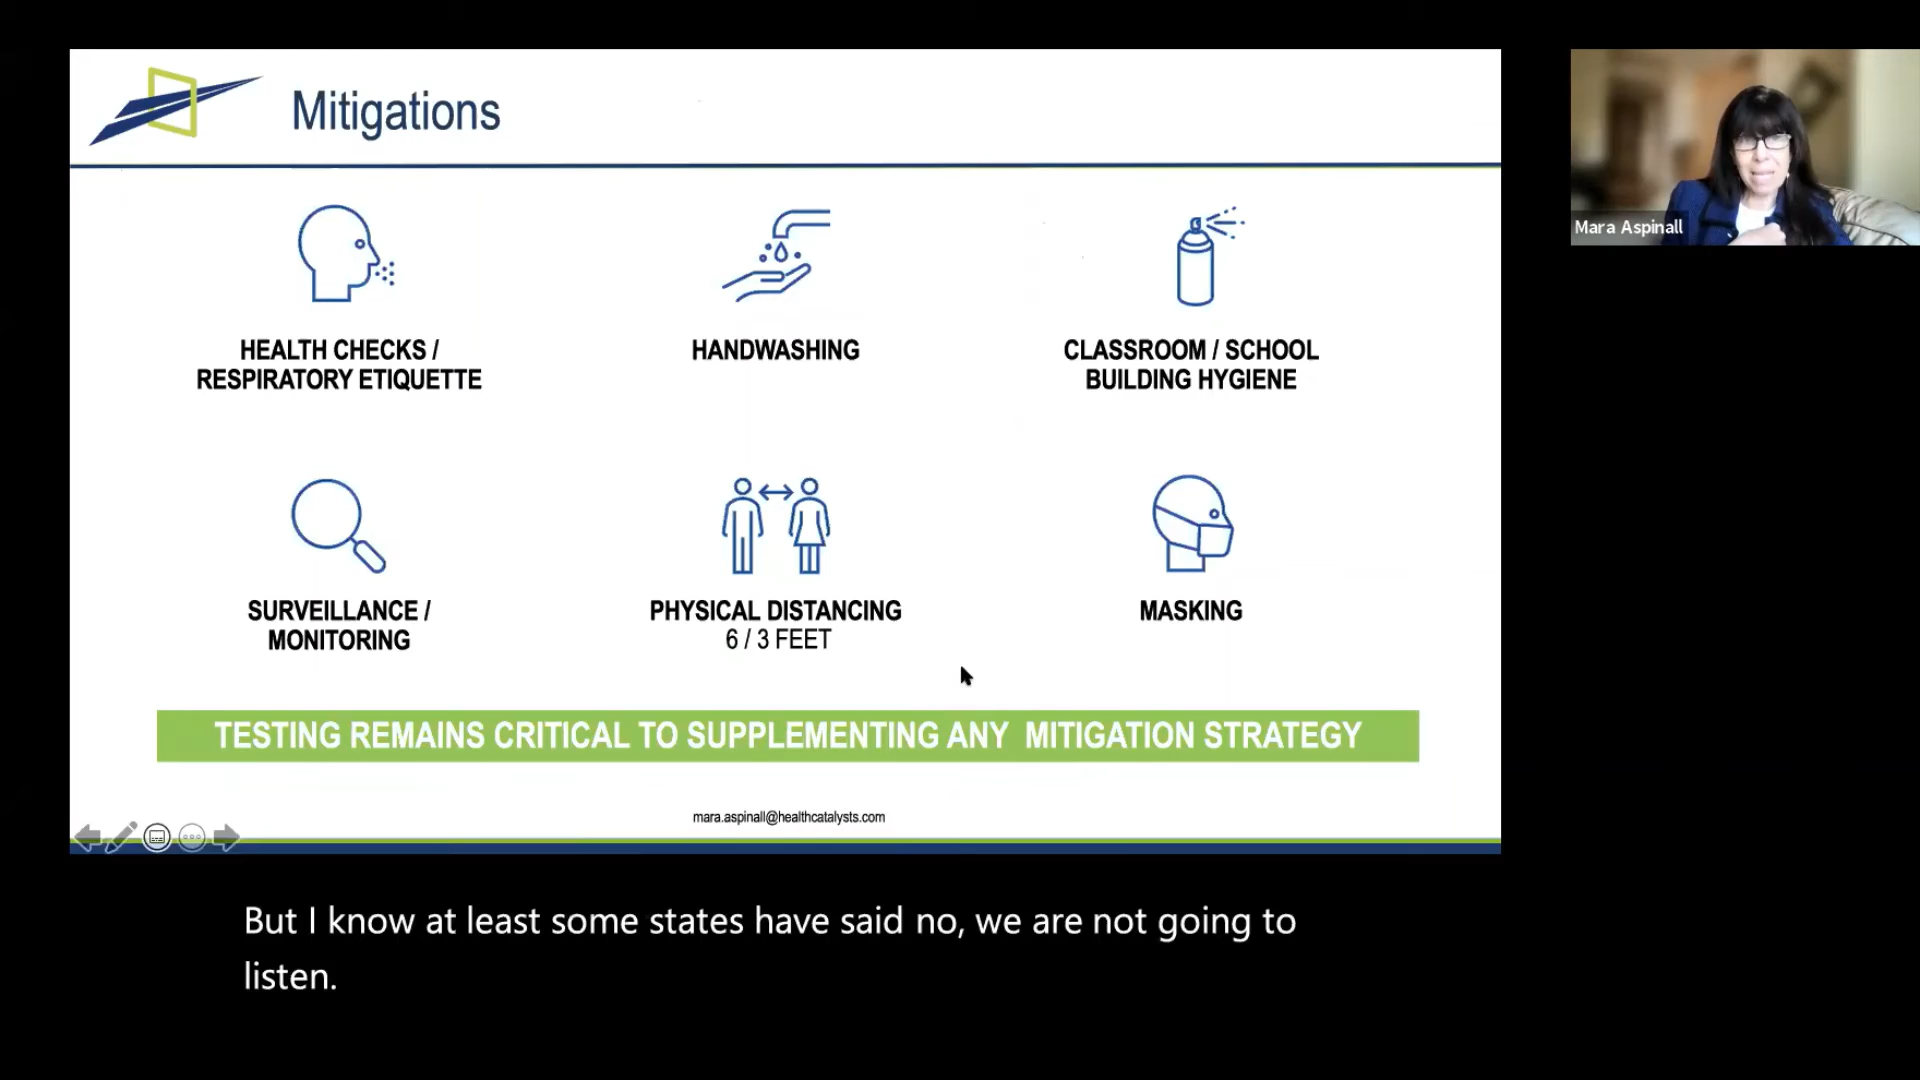 Mitigations
Mara Aspinall
HEALTH CHECKS /
RESPIRATORY ETIQUETTE
HANDWASHING
CLASSROOM / SCHOOL
BUILDING HYGIENE
SURVEILLANCE /
MONITORING
PHYSICAL DISTANCING
6 / 3 FEET
MASKING
TESTING REMAINS CRITICAL TO SUPPLEMENTING ANY MITIGATION STRATEGY
mara.aspinall@healthcatalysts.com
But I know at least some states have said no, we are not going to
listen.